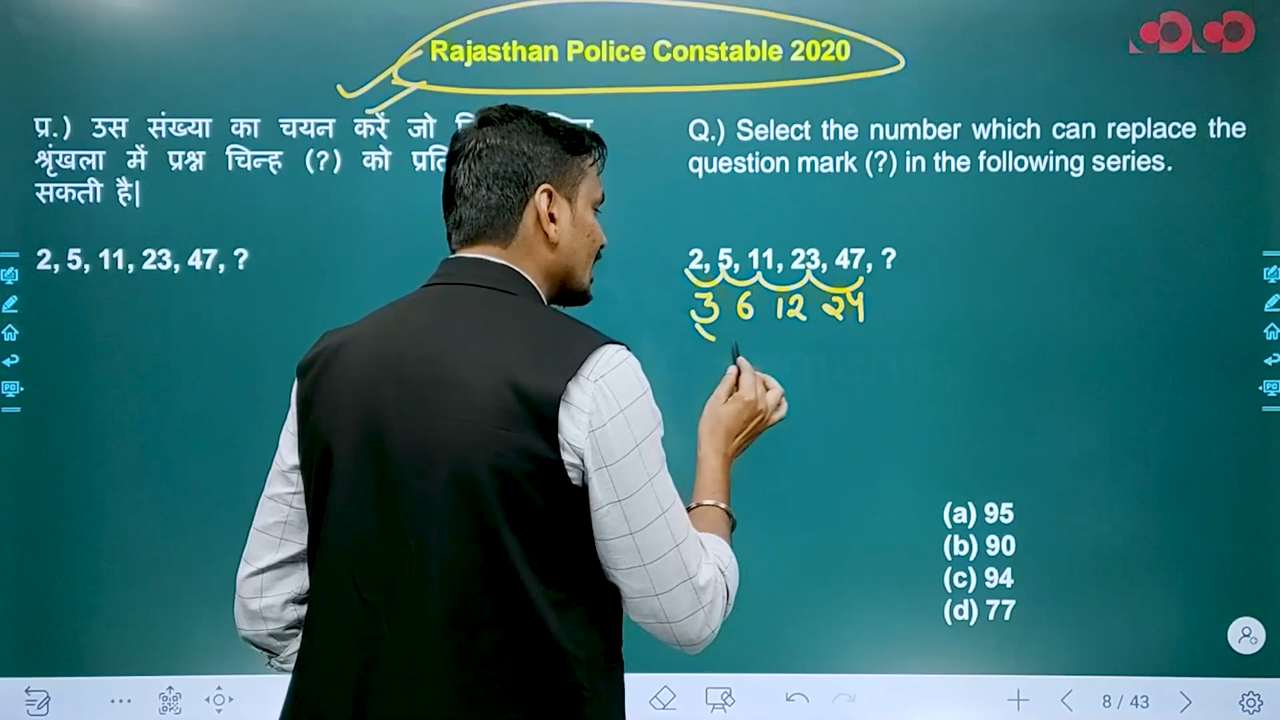 Rajasthan Police Constable 2020
प्र.) उस संख्या का चयन करें जो
श्रृंखला में प्रश्न चिन्ह (?) को
सकती है|
2, 5, 11, 23, 47, ?
Q.) Select the number which can replace the
question mark (?) in the following series.
2, 5, 11, 23, 47, ?
3 6 12 24
(a) 95
(b) 90
(c) 94
(d) 77
8 / 43